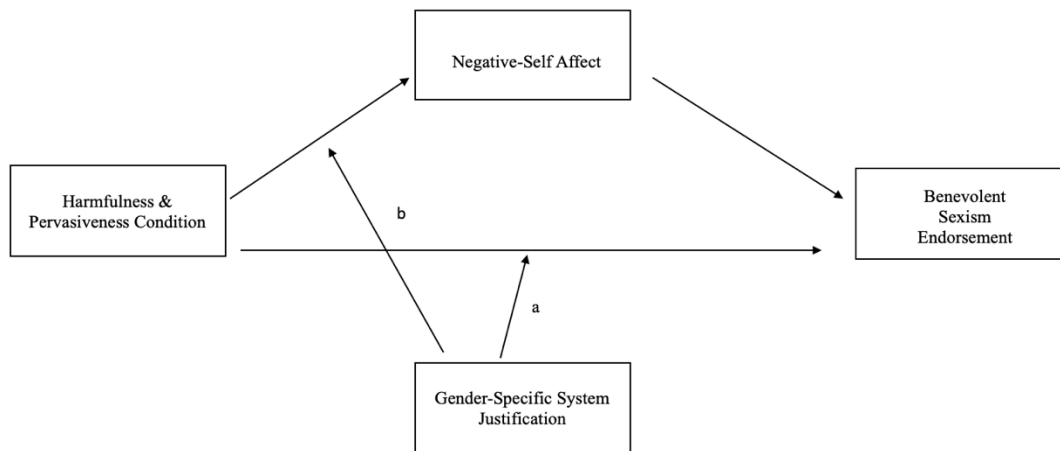 Negative-Self Affect
Harmfulness &
Pervasiveness Condition
Benevolent
Sexism
Endorsement
b
a
Gender-Specific System
Justification